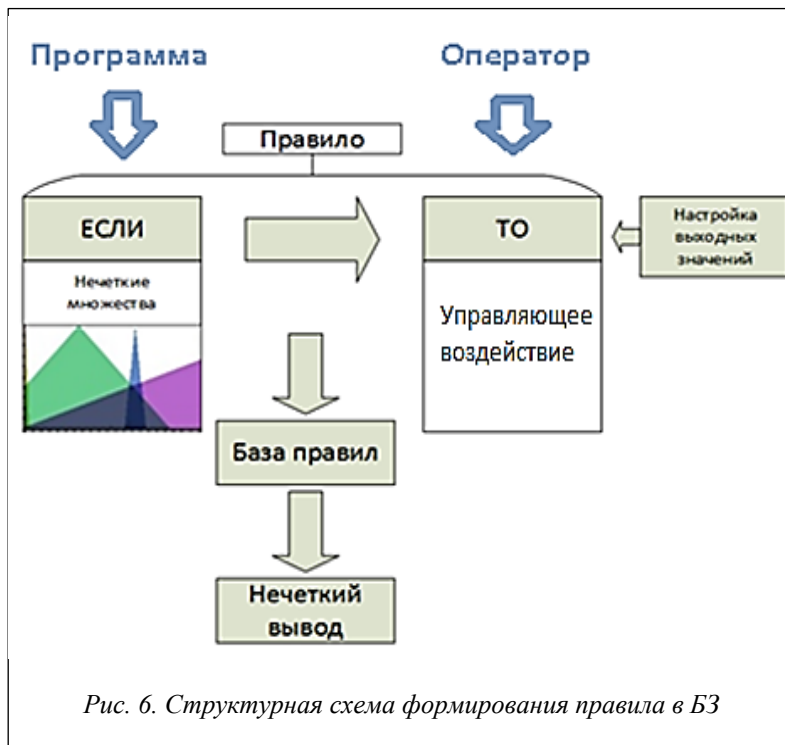 Программа
Оператор
Правило
ЕСЛИ
ТО
Настройка
выходных
значений
Нечеткие
множества
Управляющее
воздействие
База правил
Нечеткий
вывод
Рис. 6. Структурная схема формирования правила в БЗ